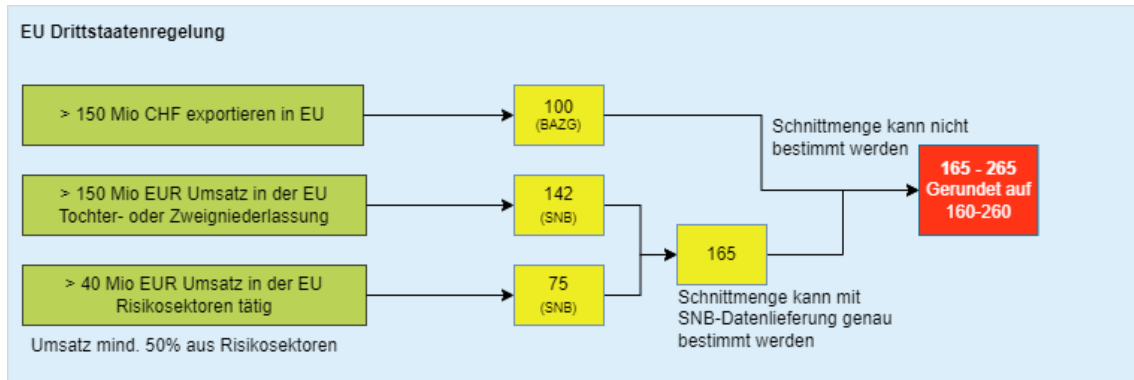 EU Drittstaatenregelung
> 150 Mio CHF exportieren in EU
100
(BAZG)
Schnittmenge kann nicht
bestimmt werden
165 - 265
Gerundet auf
160-260
> 150 Mio EUR Umsatz in der EU
Tochter- oder Zweigniederlassung
142
(SNB)
165
> 40 Mio EUR Umsatz in der EU
Risikosektoren tätig
75
(SNB)
Schnittmenge kann mit
SNB-Datenlieferung genau
bestimmt werden
Umsatz mind. 50% aus Risikosektoren